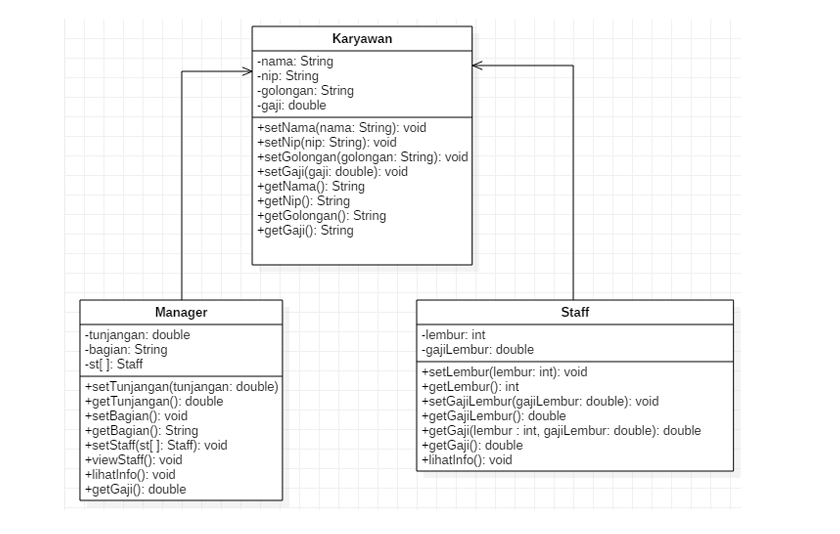 Karyawan
-nama: String
-nip: String
-golongan: String
-gaji: double
+setNama(nama: String): void
+setNip(nip: String): void
+setGolongan(golongan: String): void
+setGaji(gaji: double): void
+getNama(): String
+getNip(): String
+getGolongan(): String
+getGaji(): String
Manager
-tunjangan: double
-bagian: String
-st[ ]: Staff
+setTunjangan(tunjangan: double)
+getTunjangan(): double
+setBagian(): void
+getBagian(): String
+setStaff(st[ ]: Staff): void
+viewStaff(): void
+lihatInfo(): void
+getGaji(): double
Staff
-lembur: int
-gajiLembur: double
+setLembur(lembur: int): void
+getLembur(): int
+setGajiLembur(gajiLembur: double): void
+getGajiLembur(): double
+getGaji(lembur : int, gajiLembur: double): double
+getGaji(): double
+lihatInfo(): void